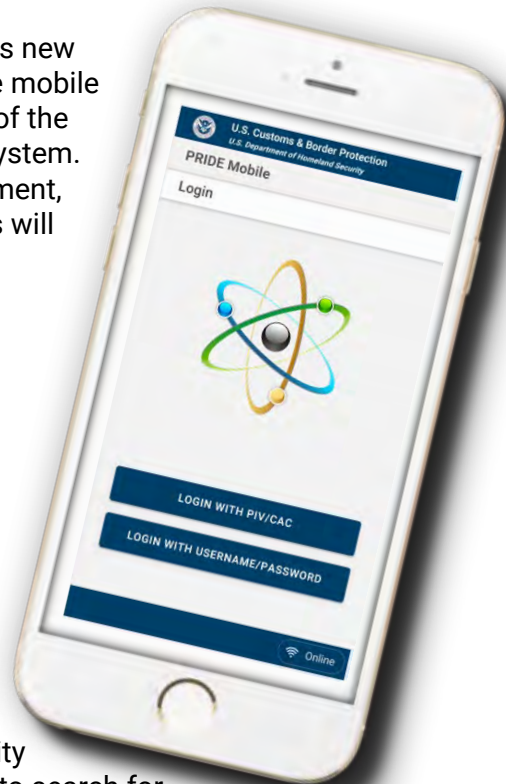 s new
e mobile
of the
ystem.
ment,
s will
U.S. Customs & Border Protection
U.S. Department of Homeland Security
PRIDE Mobile
Login
LOGIN WITH PIV/CAC
LOGIN WITH USERNAME/PASSWORD
Online
ity
to search for